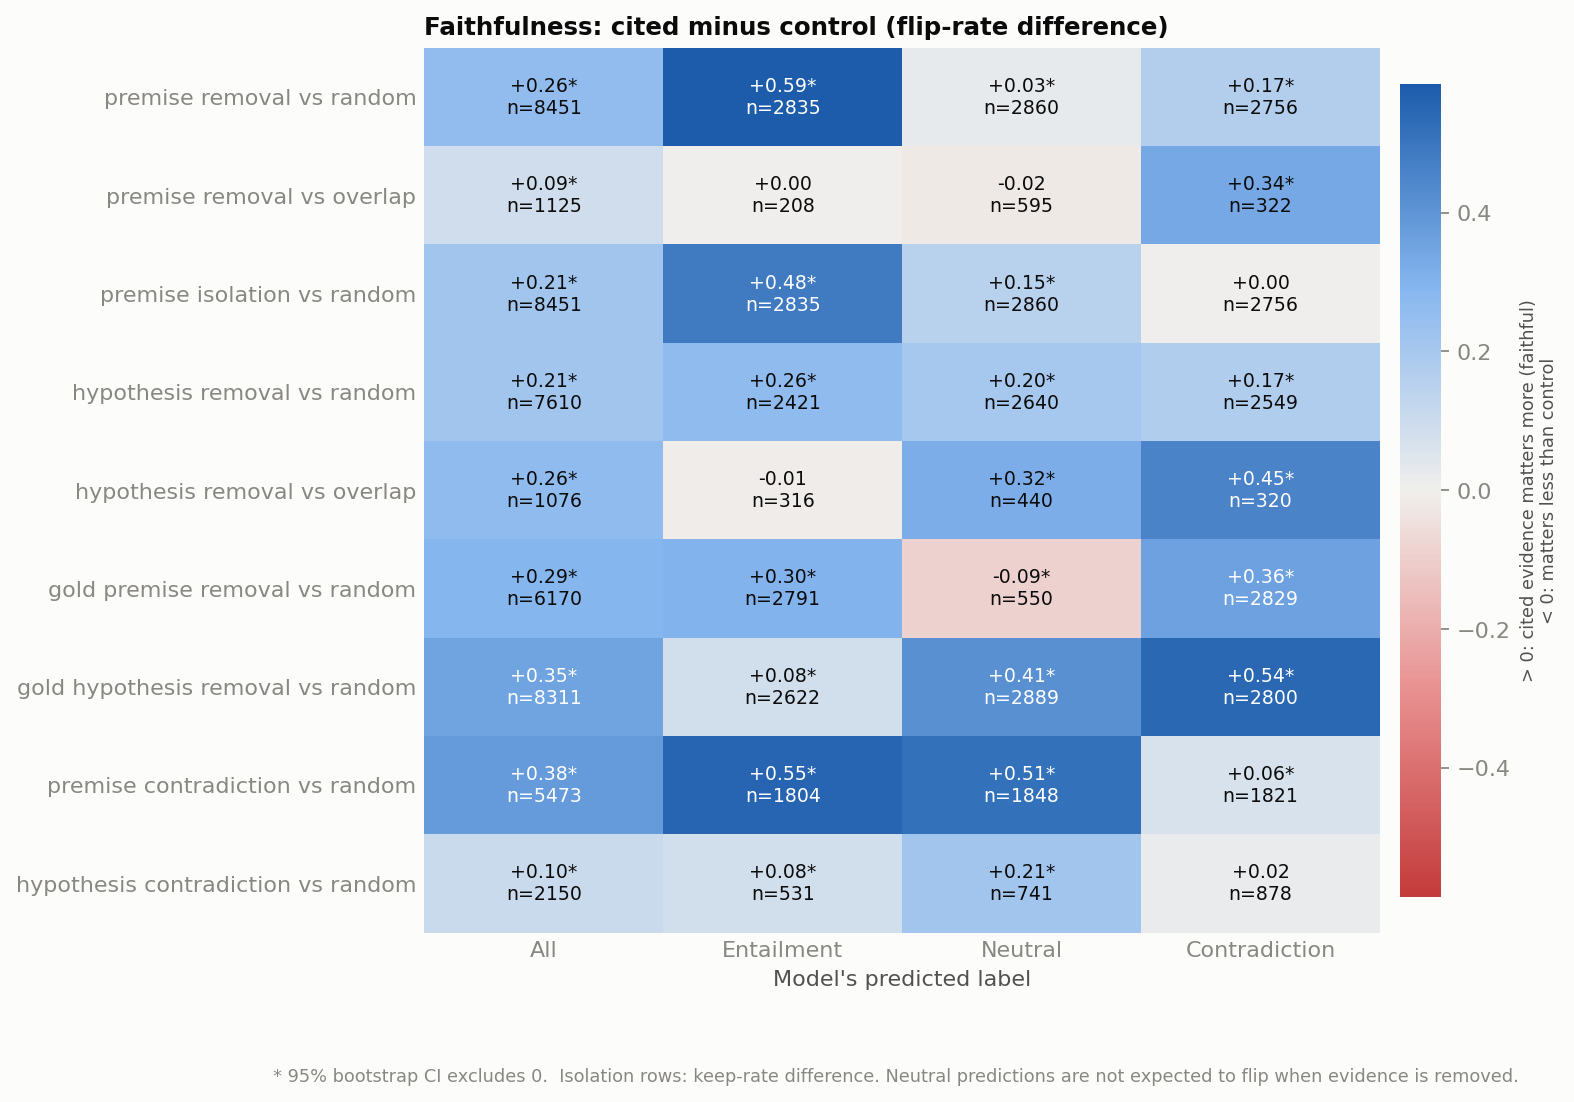 Faithfulness: cited minus control (flip-rate difference)
premise removal vs random
+0.26*
n=8451
+0.59*
n=2835
+0.03*
n=2860
+0.17*
n=2756
premise removal vs overlap
+0.09*
n=1125
+0.00
n=208
-0.02
n=595
+0.34*
n=322
premise isolation vs random
+0.21*
n=8451
+0.48*
n=2835
+0.15*
n=2860
+0.00
n=2756
hypothesis removal vs random
+0.21*
n=7610
+0.26*
n=2421
+0.20*
n=2640
+0.17*
n=2549
hypothesis removal vs overlap
+0.26*
n=1076
-0.01
n=316
+0.32*
n=440
+0.45*
n=320
gold premise removal vs random
+0.29*
n=6170
+0.30*
n=2791
-0.09*
n=550
+0.36*
n=2829
gold hypothesis removal vs random
+0.35*
n=8311
+0.08*
n=2622
+0.41*
n=2889
+0.54*
n=2800
premise contradiction vs random
+0.38*
n=5473
+0.55*
n=1804
+0.51*
n=1848
+0.06*
n=1821
hypothesis contradiction vs random
+0.10*
n=2150
+0.08*
n=531
+0.21*
n=741
+0.02
n=878
All
Entailment
Neutral
Contradiction
Model's predicted label
0.4
0.2
0.0
−0.2
−0.4
> 0: cited evidence matters more (faithful)
< 0: matters less than control
* 95% bootstrap CI excludes 0.  Isolation rows: keep-rate difference. Neutral predictions are not expected to flip when evidence is removed.